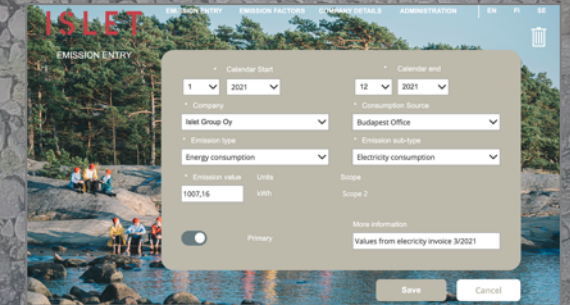 ISLET
EMISSION ENTRY EMISSION FACTORS COMPANY DETAILS ADMINISTRATION EN FI SE
EMISSION ENTRY
* Calendar Start * Calendar end
1 2021 12 2021
* Company * Consumption Source
Islet Group Oy Budapest Office
* Emission type * Emission sub-type
Energy consumption Electricity consumption
* Emission value Units Scope
1007,16 kWh Scope 2
More information
Primary Values from elecricity invoice 3/2021
Save Cancel